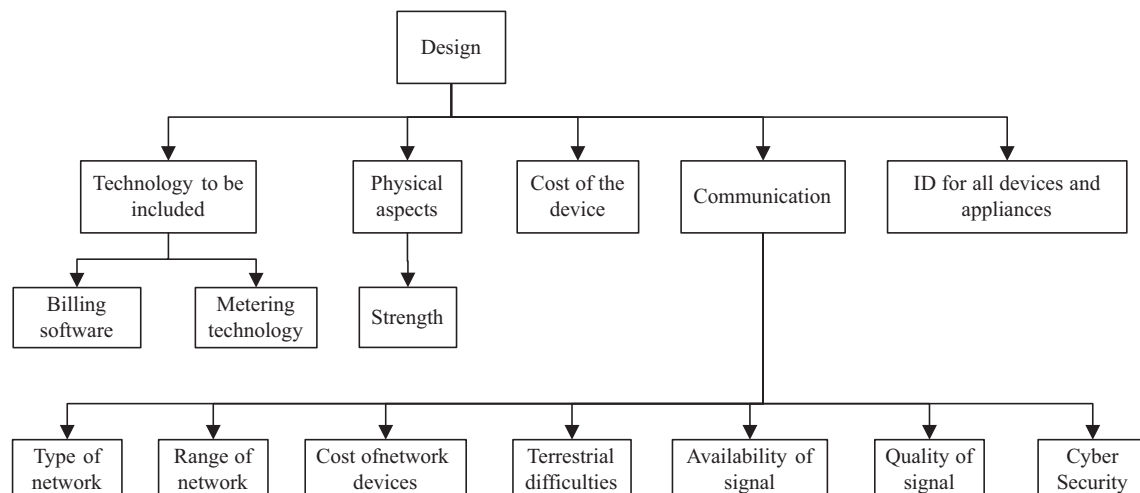 Design
Technology to be
included
Physical
aspects
Cost of the
device
Communication
ID for all devices and
appliances
Billing
software
Metering
technology
Strength
Type of
network
Range of
network
Cost ofnetwork
devices
Terrestrial
difficulties
Availability of
signal
Quality of
signal
Cyber
Security